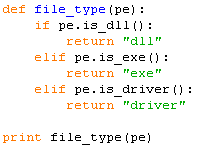 def file_type(pe):
    if pe.is_dll():
        return "dll"
    elif pe.is_exe():
        return "exe"
    elif pe.is_driver():
        return "driver"

print file_type(pe)